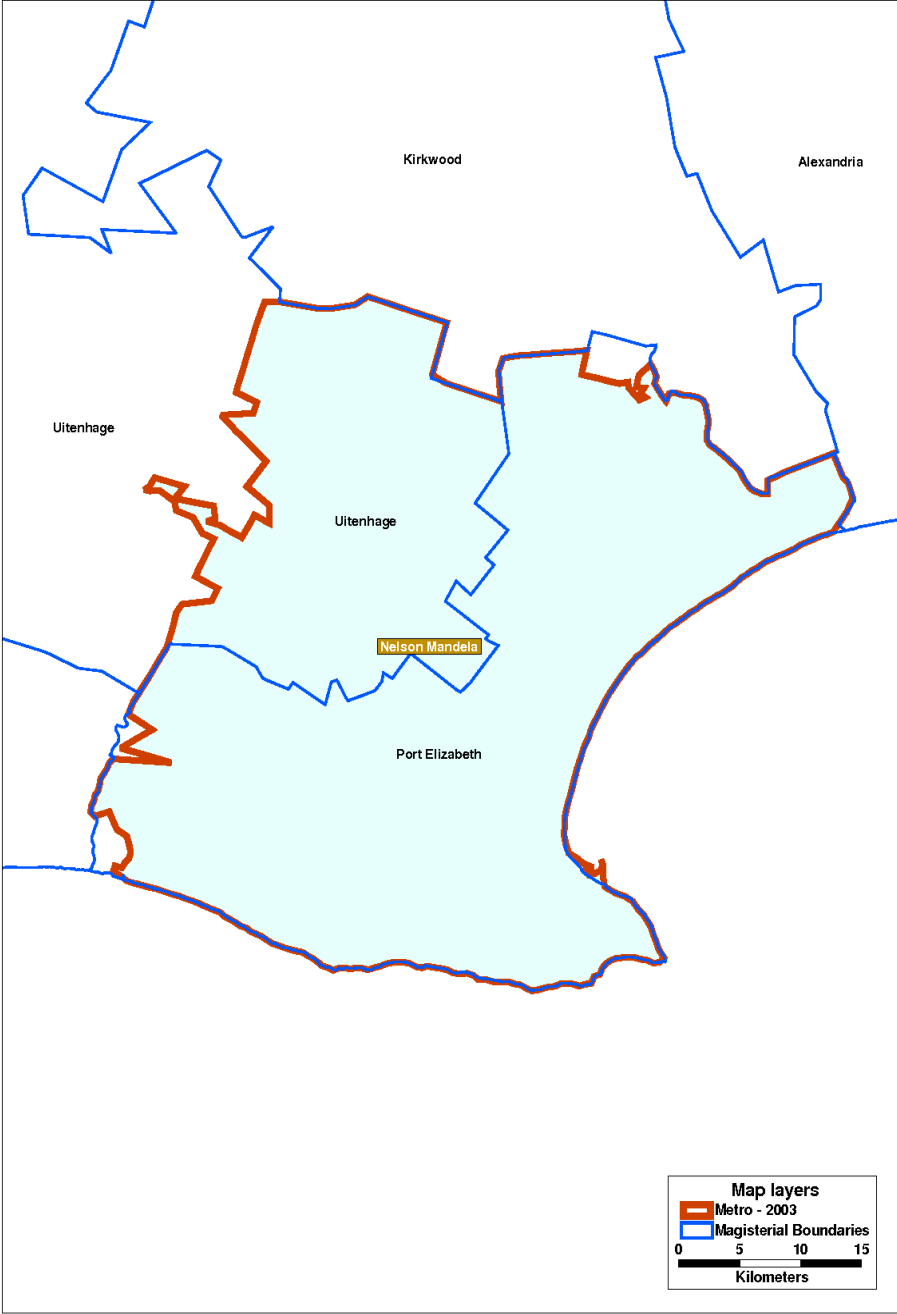 Kirkwood
Alexandria
Uitenhage
Uitenhage
Nelson Mandela
Port Elizabeth
Map layers
Metro - 2003
Magisterial Boundaries
0 5 10 15
Kilometers